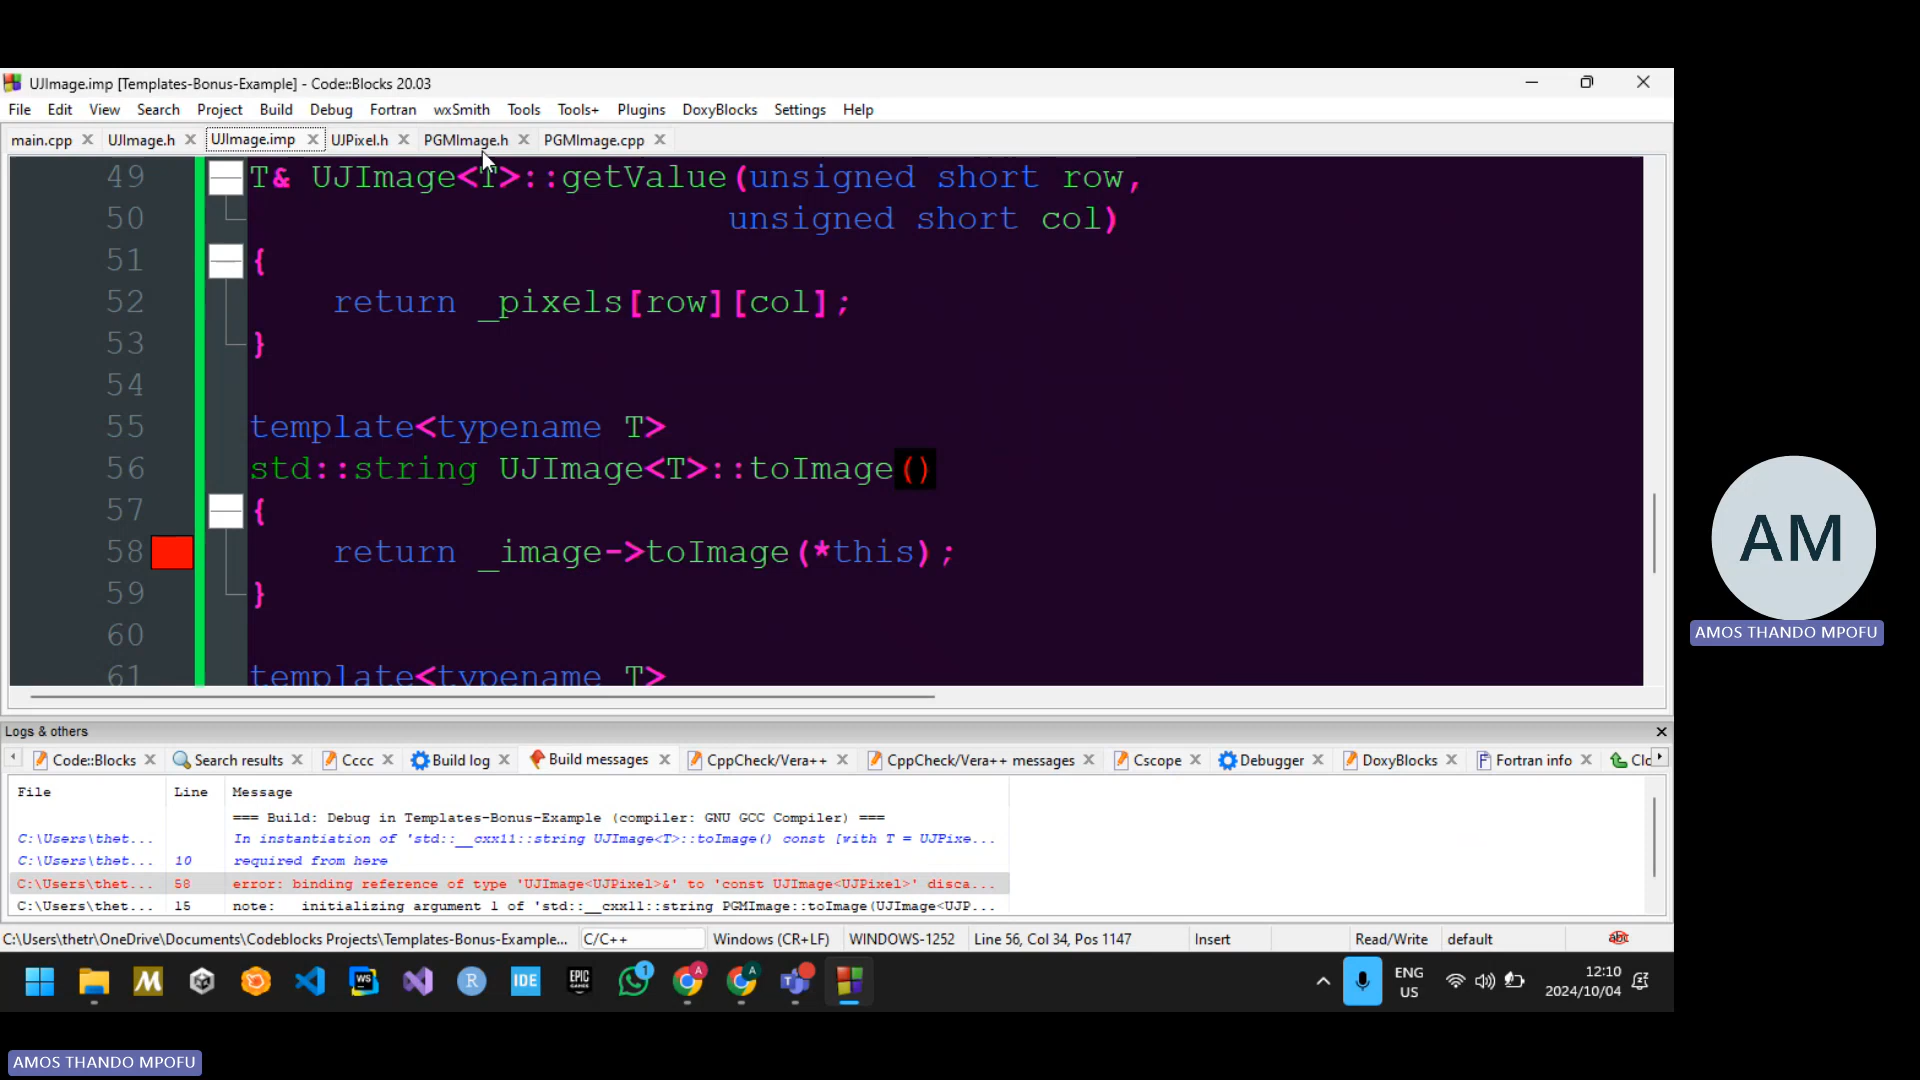 UJImage.imp [Templates-Bonus-Example] - Code::Blocks 20.03
File Edit View Search Project Build Debug Fortran wxSmith Tools Tools+ Plugins DoxyBlocks Settings Help
main.cpp UJImage.h UJImage.imp UJPixel.h PGMImage.h PGMImage.cpp
49 T& UJImage<T>::getValue(unsigned short row,
50 unsigned short col)
51 {
52 return _pixels[row][col];
53 }
54
55 template<typename T>
56 std::string UJImage<T>::toImage()
57 {
58 return _image->toImage(*this);
59 }
60
61 template<typename T>
AM
AMOS THANDO MPOFU
Logs & others
Code::Blocks Search results Cccc Build log Build messages CppCheck/Vera++ CppCheck/Vera++ messages Cscope Debugger DoxyBlocks Fortran info Clo
File Line Message
=== Build: Debug in Templates-Bonus-Example (compiler: GNU GCC Compiler) ===
C:\Users\thet... In instantiation of 'std::__cxx11::string UJImage<T>::toImage() const [with T = UJPixe...
C:\Users\thet... 10 required from here
C:\Users\thet... 58 error: binding reference of type 'UJImage<UJPixel>&' to 'const UJImage<UJPixel>' disca...
C:\Users\thet... 15 note: initializing argument 1 of 'std::__cxx11::string PGMImage::toImage(UJImage<UJP...
C:\Users\thetr\OneDrive\Documents\Codeblocks Projects\Templates-Bonus-Example... C/C++ Windows (CR+LF) WINDOWS-1252 Line 56, Col 34, Pos 1147 Insert Read/Write default
ENG
US
12:10
2024/10/04
AMOS THANDO MPOFU